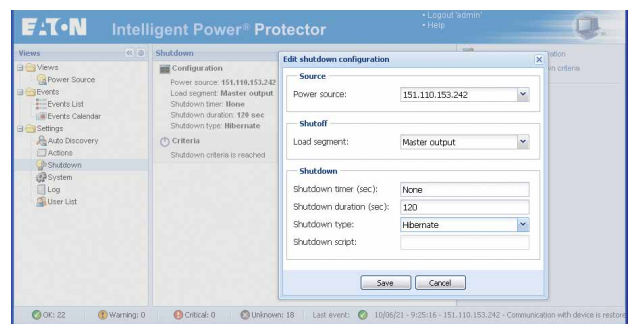 EATON Intelligent Power® Protector
• Logout 'admin'
• Help
Views
Views
Power Source
Events
Events List
Events Calendar
Settings
Auto Discovery
Actions
Shutdown
System
Log
User List
Shutdown
Configuration
Power source: 151.110.153.242
Load segment: Master output
Shutdown timer: None
Shutdown duration: 120 sec
Shutdown type: Hibernate
Criteria
Shutdown criteria is reached
Edit shutdown configuration
Source
Power source: 151.110.153.242
Shutoff
Load segment: Master output
Shutdown
Shutdown timer (sec): None
Shutdown duration (sec): 120
Shutdown type: Hibernate
Shutdown script:
Save Cancel
criteria
OK: 22 Warning: 0 Critical: 0 Unknown: 18 Last event: 10/06/21 - 9:25:16 - 151.110.153.242 - Communication with device is restore